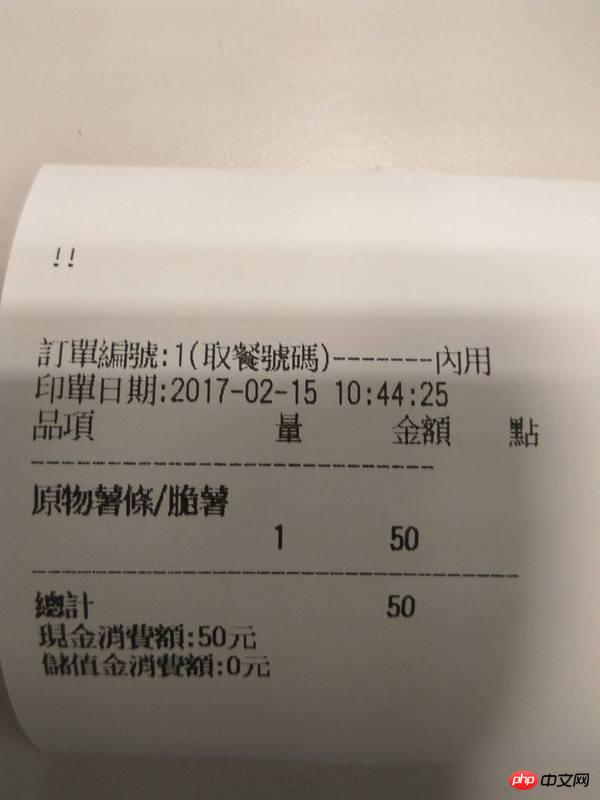 !!
訂單編號:1(取餐號碼)-------內用
印單日期:2017-02-15 10:44:25
品項 量 金額 點
--------------------------------
原物薯條/脆薯
1 50
--------------------------------------
總計 50
現金消費額:50元
儲值金消費額:0元
php 中文网